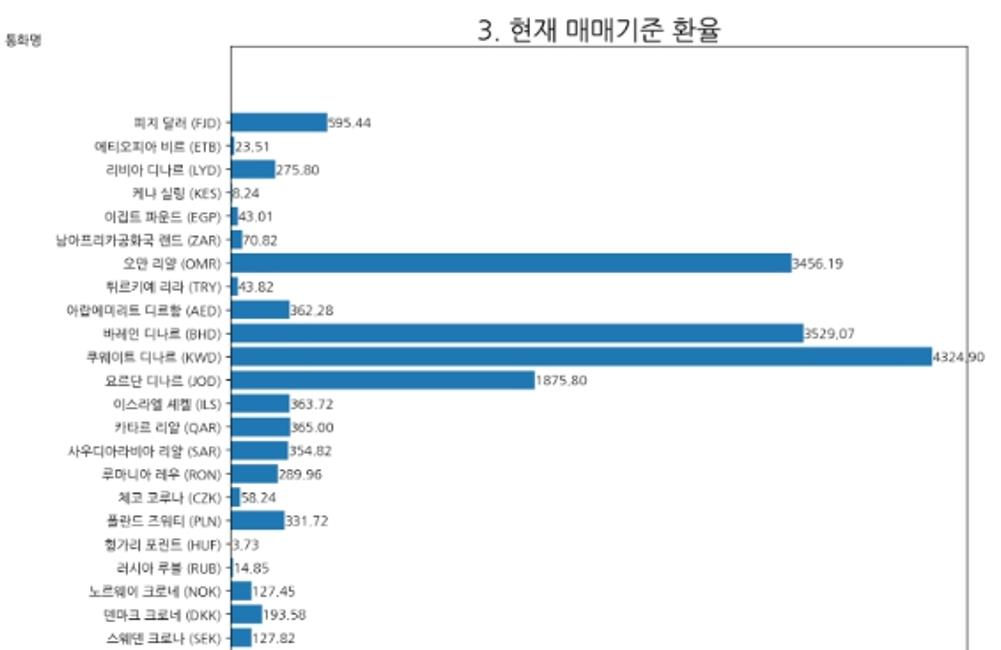 3. 현재 매매기준 환율
통화명
피지 달러 (FJD) 595.44
에티오피아 비르 (ETB) 23.51
리비아 디나르 (LYD) 275.80
케냐 실링 (KES) 8.24
이집트 파운드 (EGP) 43.01
남아프리카공화국 랜드 (ZAR) 70.82
오만 리알 (OMR) 3456.19
튀르키예 리라 (TRY) 43.82
아랍에미리트 디르함 (AED) 362.28
바레인 디나르 (BHD) 3529.07
쿠웨이트 디나르 (KWD) 4324.90
요르단 디나르 (JOD) 1875.80
이스라엘 셰켈 (ILS) 363.72
카타르 리얄 (QAR) 365.00
사우디아라비아 리얄 (SAR) 354.82
루마니아 레우 (RON) 289.96
체코 코루나 (CZK) 58.24
폴란드 즈워티 (PLN) 331.72
헝가리 포린트 (HUF) 3.73
러시아 루블 (RUB) 14.85
노르웨이 크로네 (NOK) 127.45
덴마크 크로네 (DKK) 193.58
스웨덴 크로나 (SEK) 127.82